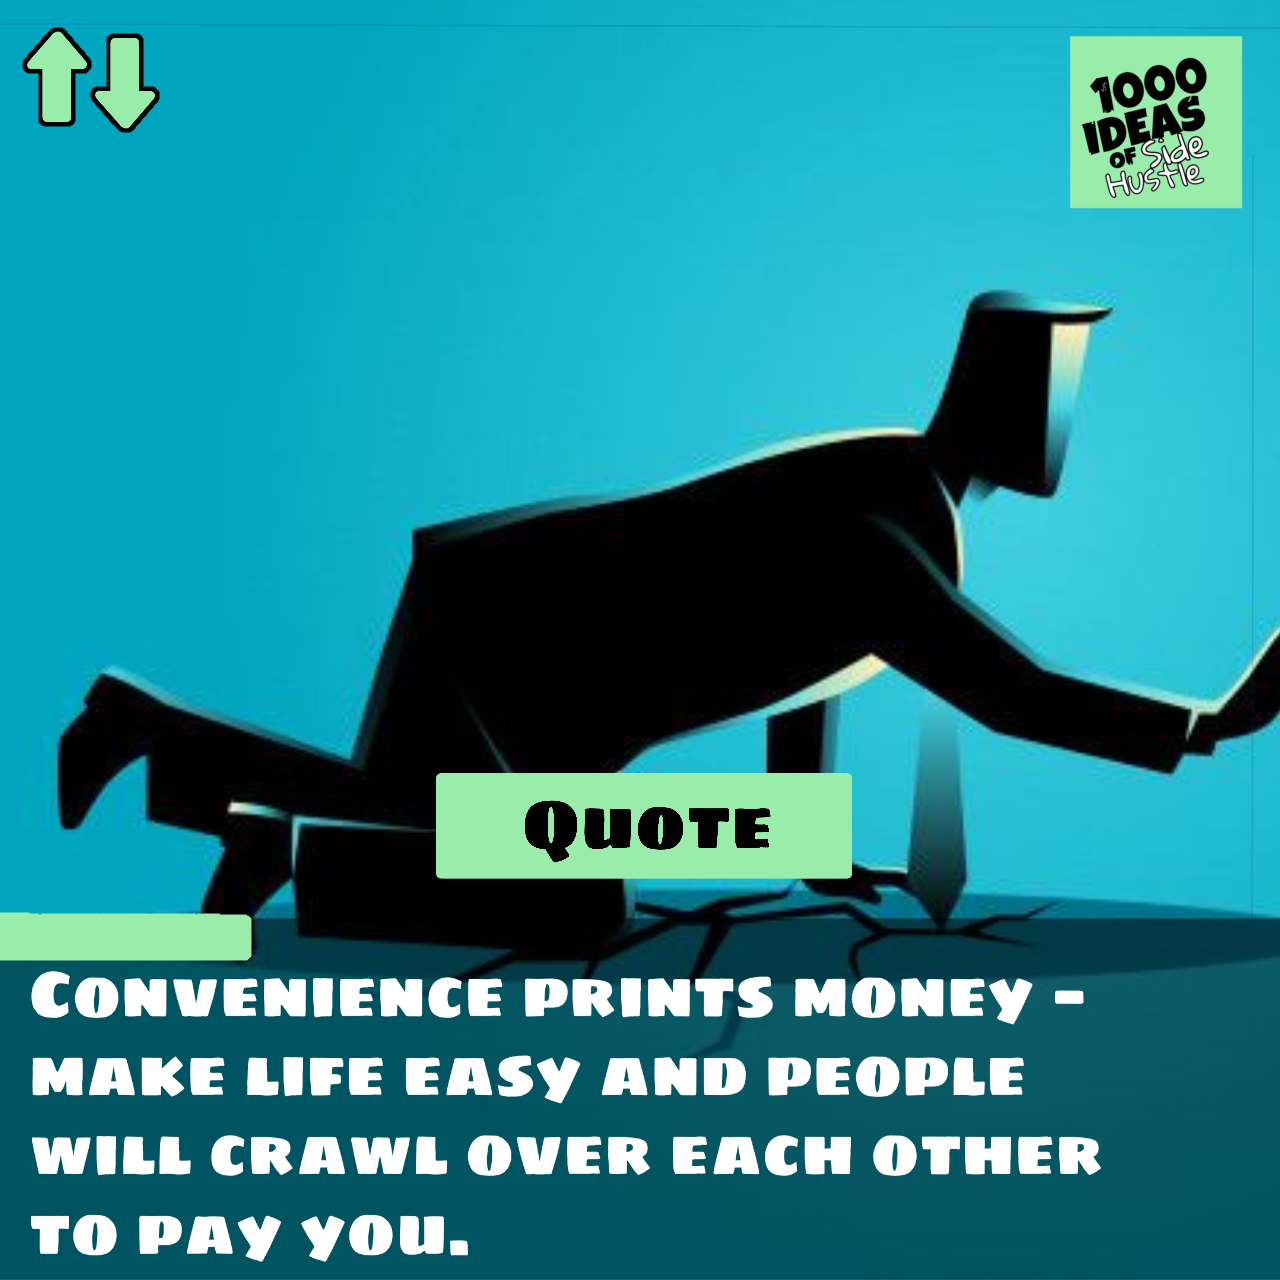 1000
IDEAS
OF Side
Hustle
Quote
Convenience prints money -
make life easy and people
will crawl over each other
to pay you.